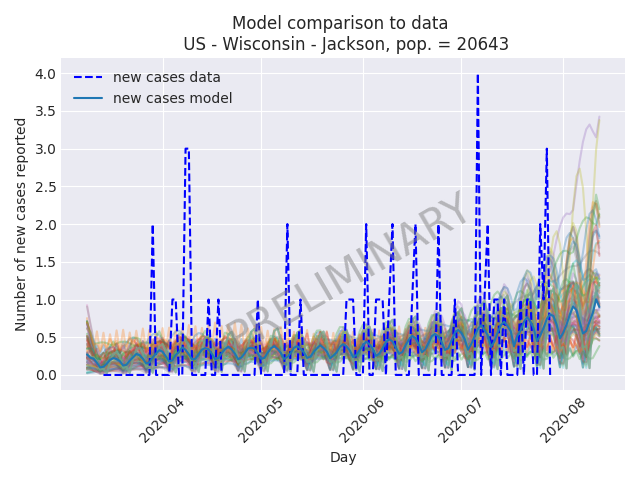 Model comparison to data
US - Wisconsin - Jackson, pop. = 20643
new cases data
new cases model
Number of new cases reported
4.0
3.5
3.0
2.5
2.0
1.5
1.0
0.5
0.0
PRELIMINARY
2020-04
2020-05
2020-06
2020-07
2020-08
Day